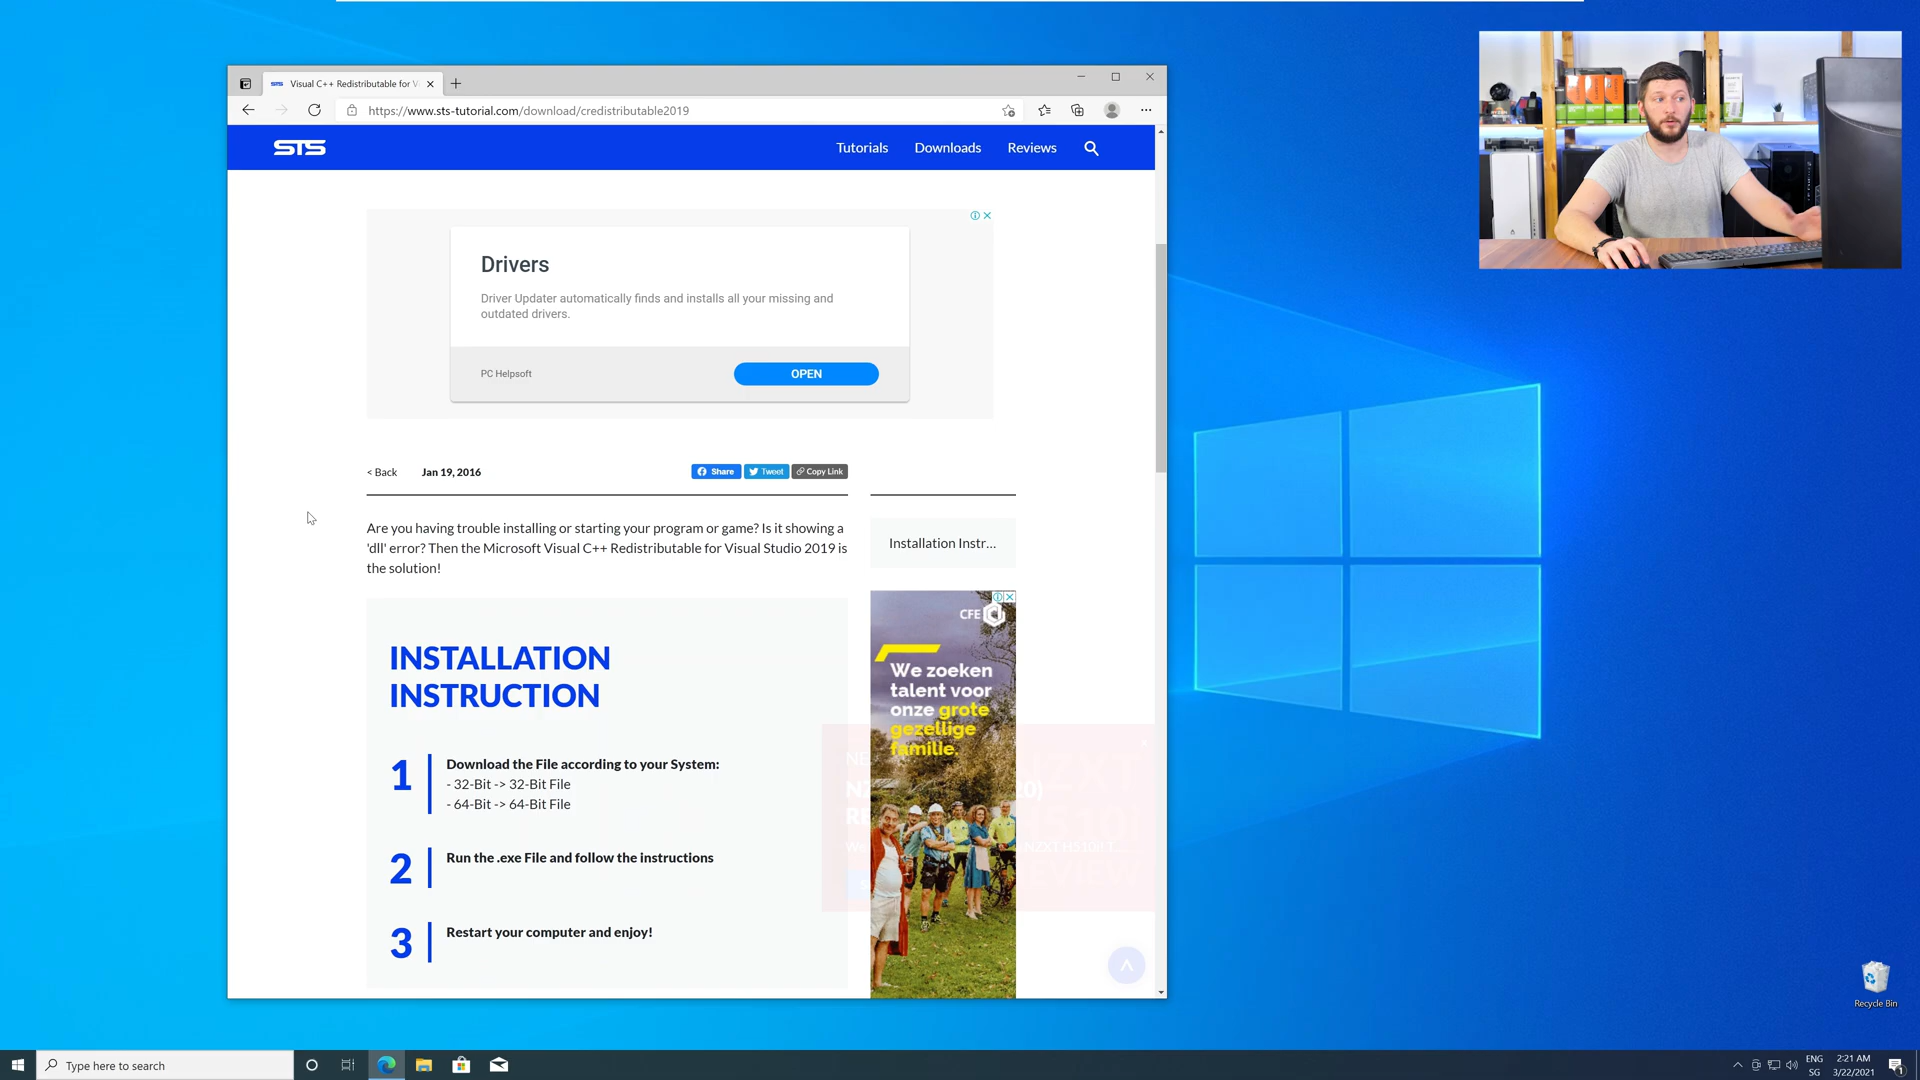 Visual C++ Redistributable for V
https://www.sts-tutorial.com/download/credistributable2019
STS
Tutorials
Downloads
Reviews
Drivers
Driver Updater automatically finds and installs all your missing and
outdated drivers.
PC Helpsoft
OPEN
< Back
Jan 19, 2016
Share
Tweet
Copy Link
Are you having trouble installing or starting your program or game? Is it showing a
'dll' error? Then the Microsoft Visual C++ Redistributable for Visual Studio 2019 is
the solution!
Installation Instr...
INSTALLATION
INSTRUCTION
1
Download the File according to your System:
- 32-Bit -> 32-Bit File
- 64-Bit -> 64-Bit File
2
Run the .exe File and follow the instructions
3
Restart your computer and enjoy!
CFE
We zoeken
talent voor
onze grote
gezellige
familie.
Recycle Bin
Type here to search
ENG
SG
2:21 AM
3/22/2021
1